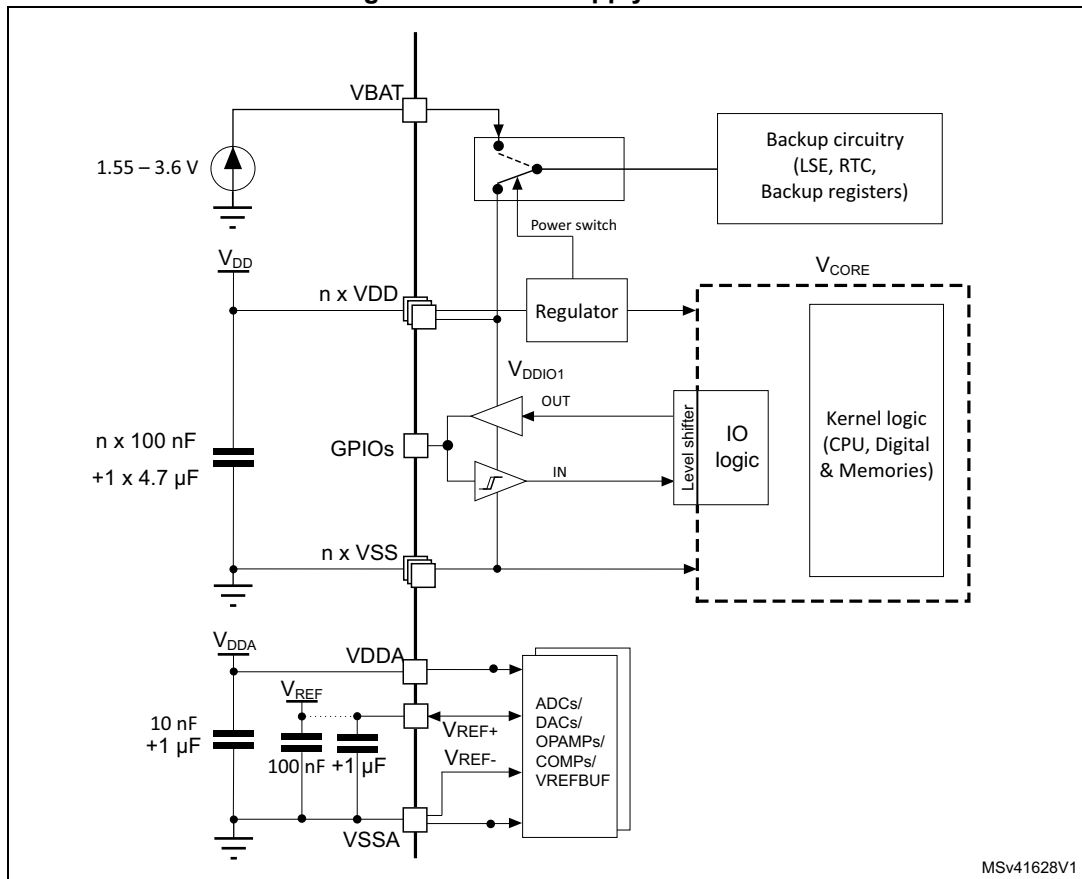 VBAT
1.55 – 3.6 V
Backup circuitry
(LSE, RTC,
Backup registers)
Power switch
VDD
n x VDD
Regulator
VCORE
VDDIO1
OUT
n x 100 nF
+1 x 4.7 µF
GPIOs
IN
Level shifter
IO
logic
Kernel logic
(CPU, Digital
& Memories)
n x VSS
VDDA
VDDA
VREF
10 nF
+1 µF
100 nF
+1 µF
VREF+
VREF-
ADCs/
DACs/
OPAMPs/
COMPs/
VREFBUF
VSSA
MSv41628V1